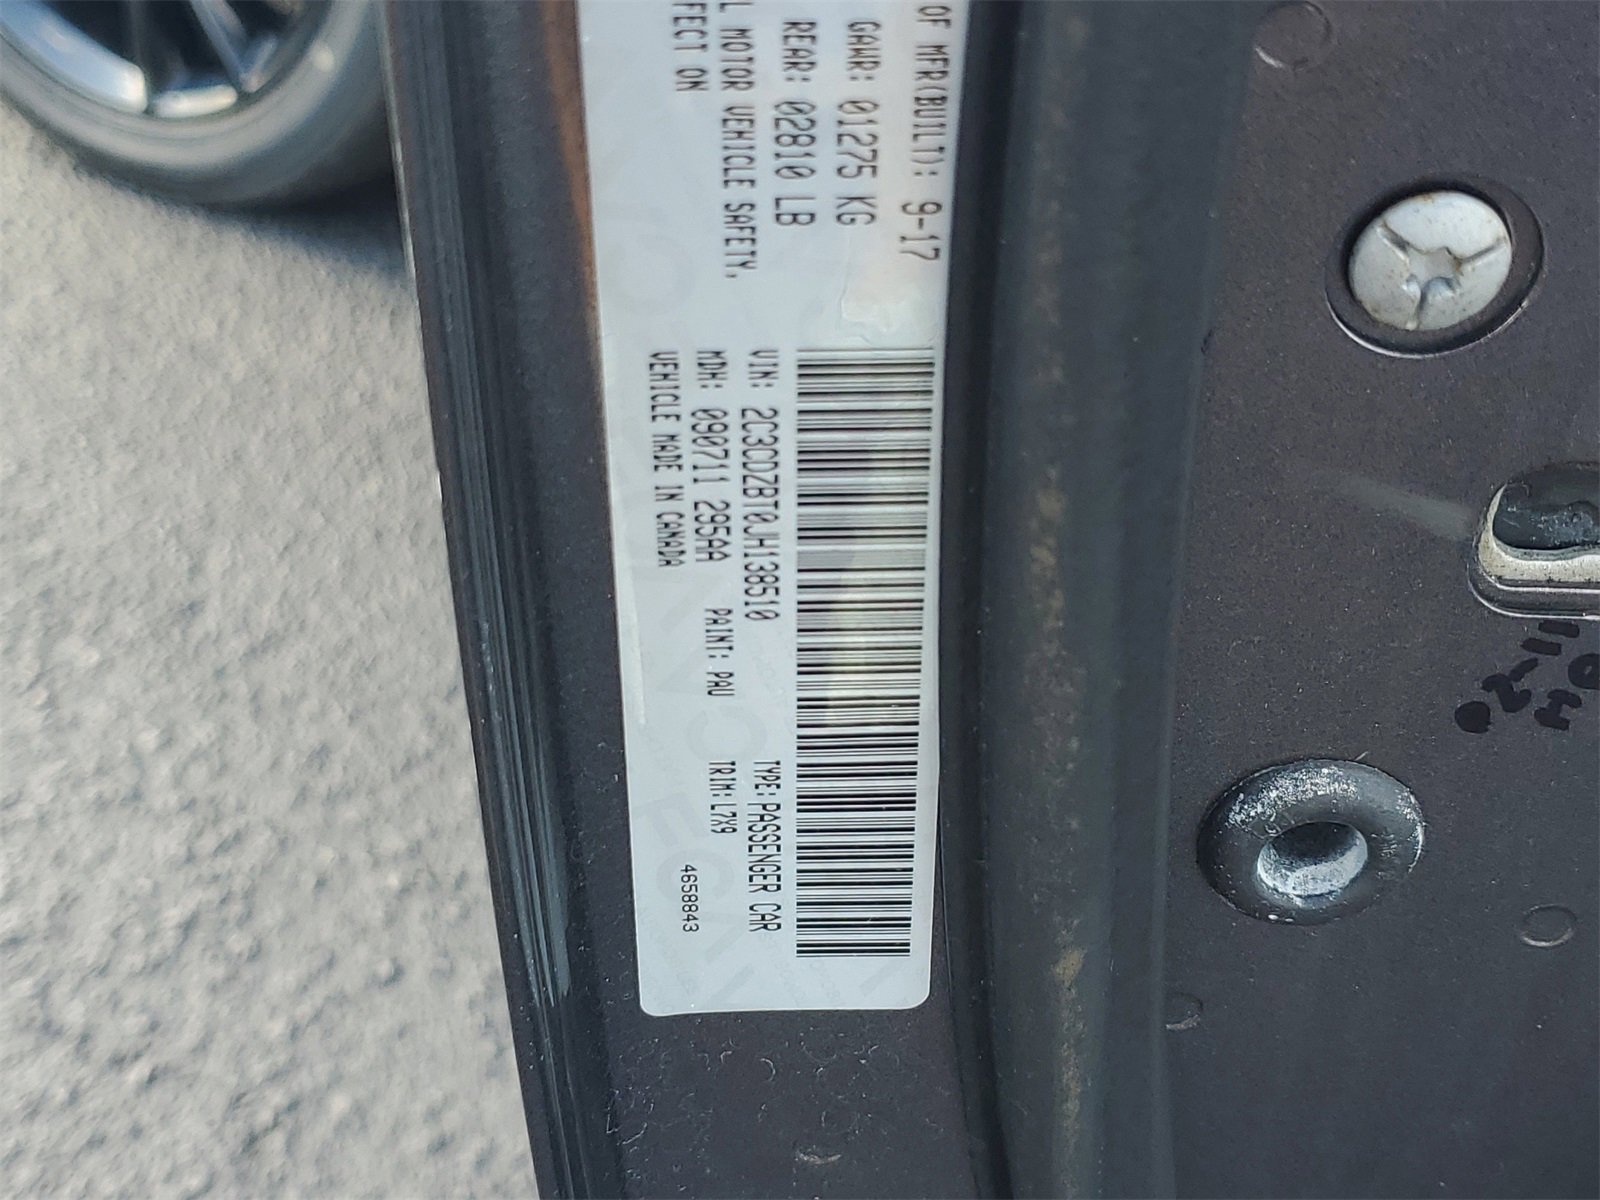 OF MFR(BUILT): 9-17
GAWR: 01275 KG
REAR: 02810 LB
MOTOR VEHICLE SAFETY,
ON
VIN: 2C3CDZBT0JH138510
TYPE: PASSENGER CAR
MDH: 090711 295AA
PAINT: PAU
TRIM: L7X9
VEHICLE MADE IN CANADA
4658843